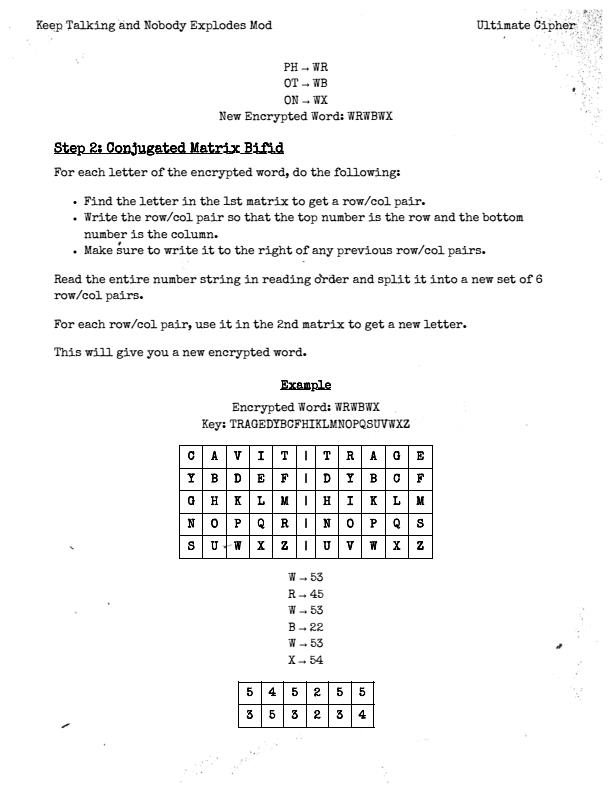 Keep Talking and Nobody Explodes Mod Ultimate Cipher
PH → WR
OT → WB
ON → WX
New Encrypted Word: WRWBWX
Step 2: Conjugated Matrix Bifid
For each letter of the encrypted word, do the following:
• Find the letter in the 1st matrix to get a row/col pair.
• Write the row/col pair so that the top number is the row and the bottom
number is the column.
• Make sure to write it to the right of any previous row/col pairs.
Read the entire number string in reading order and split it into a new set of 6
row/col pairs.
For each row/col pair, use it in the 2nd matrix to get a new letter.
This will give you a new encrypted word.
Example
Encrypted Word: WRWBWX
Key: TRAGEDYBCFHIKLMNOPQSUVWXZ
C A V I T | T R A G E
Y B D E F | D Y B C F
G H K L M | H I K L M
N O P Q R | N O P Q S
S U W X Z | U V W X Z
W → 53
R → 45
W → 53
B → 22
W → 53
X → 54
5 4 5 2 5 5
3 5 3 2 3 4